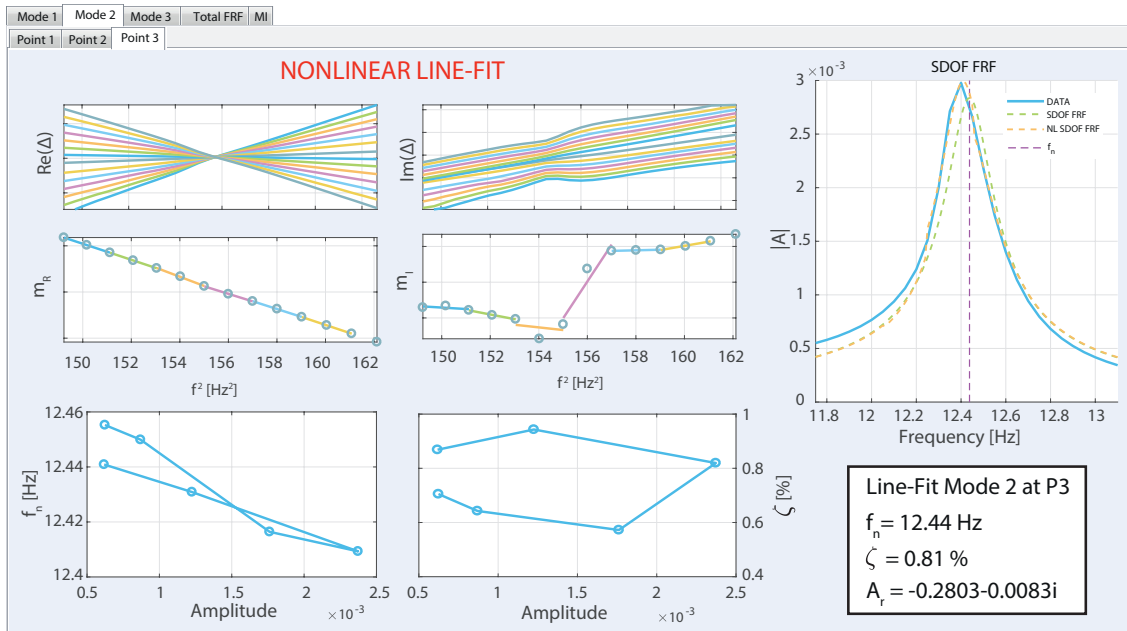 Mode 1 Mode 2 Mode 3 Total FRF MI
Point 1 Point 2 Point 3
NONLINEAR LINE-FIT
Re(Δ)
Im(Δ)
m_R
150 152 154 156 158 160 162
f² [Hz²]
m_I
150 152 154 156 158 160 162
f² [Hz²]
12.46
12.44
12.42
12.4
f_n [Hz]
0.5 1 1.5 2 2.5
Amplitude ×10⁻³
1
0.8
0.6
0.4
ζ [%]
0.5 1 1.5 2 2.5
Amplitude ×10⁻³
SDOF FRF
×10⁻³
3
2.5
2
1.5
1
0.5
0
|A|
DATA
SDOF FRF
NL SDOF FRF
f_n
11.8 12 12.2 12.4 12.6 12.8 13
Frequency [Hz]
Line-Fit Mode 2 at P3
f_n= 12.44 Hz
ζ = 0.81 %
A_r = -0.2803-0.0083i